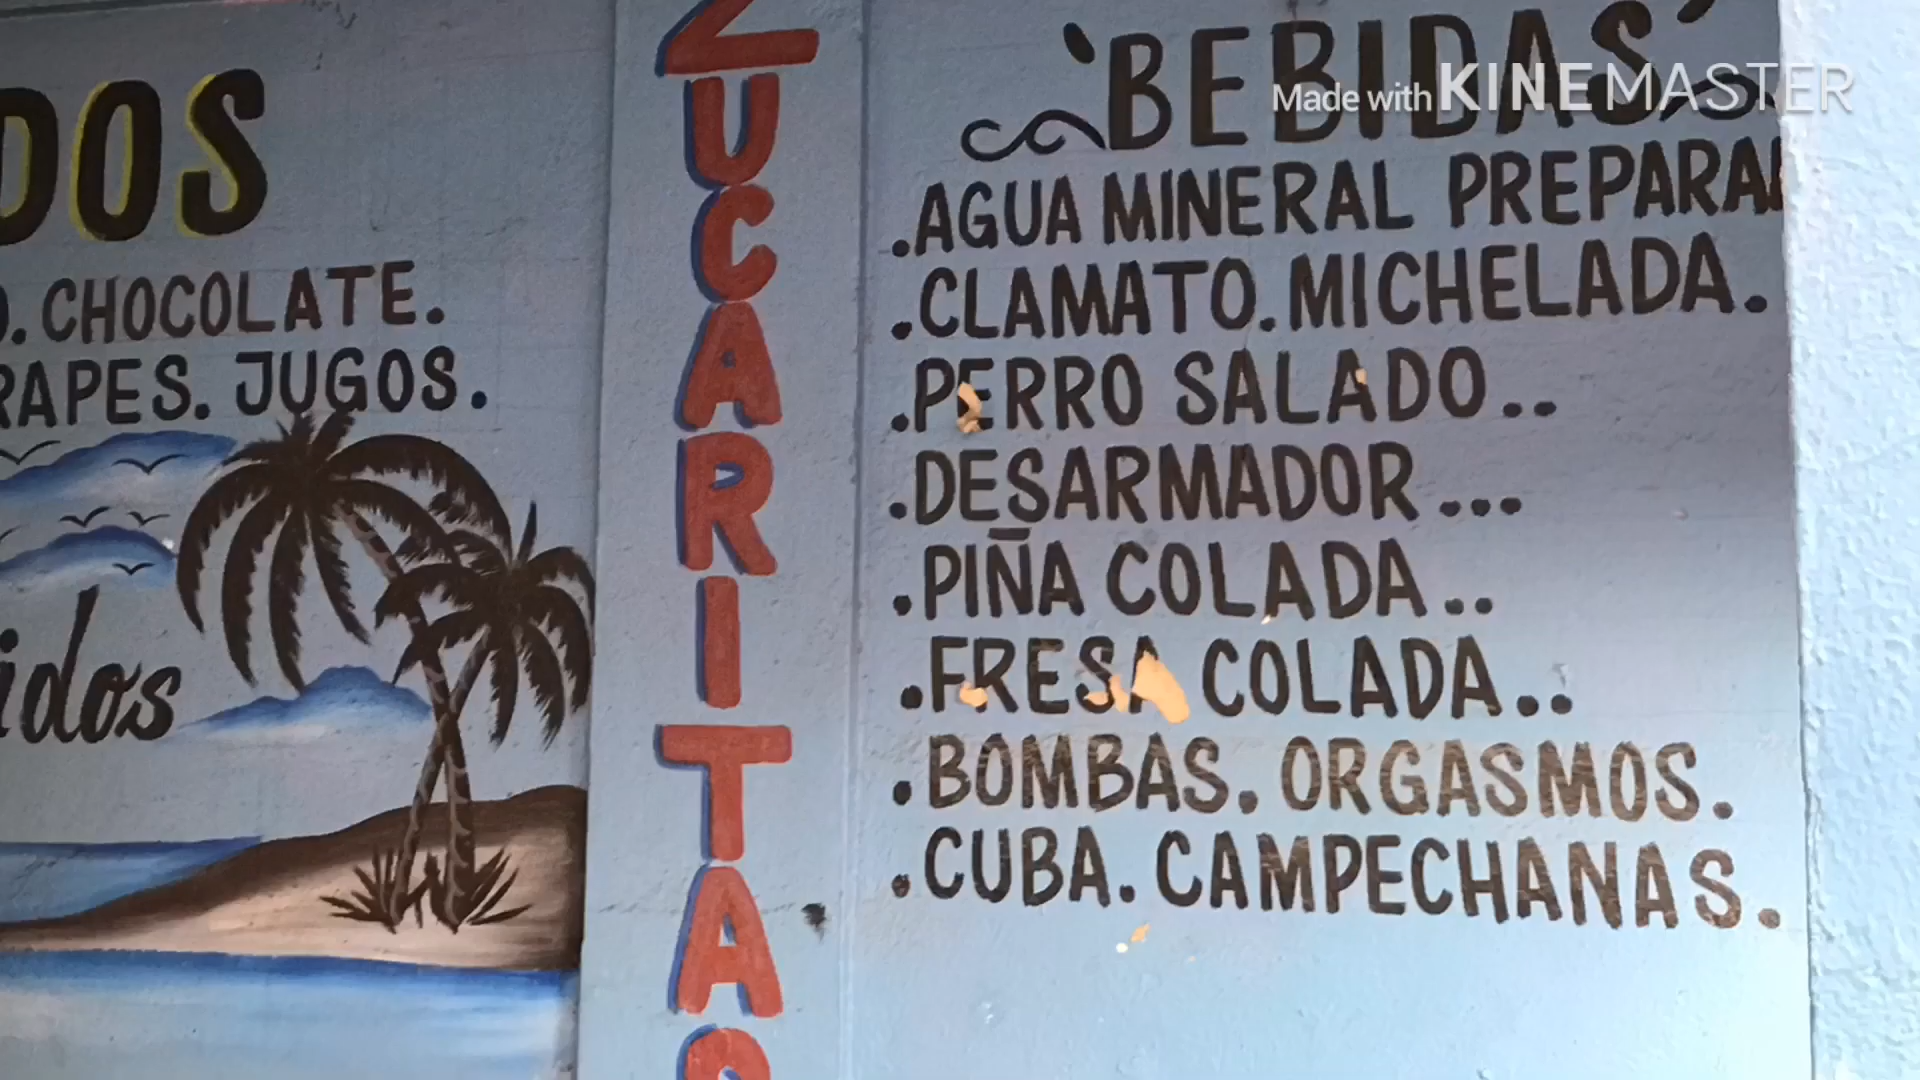 DOS
. CHOCOLATE.
RAPES. JUGOS.
idos
ZUCARITAS
'BEBIDAS'
Made with KINEMASTER
.AGUA MINERAL PREPARA
.CLAMATO.MICHELADA.
.PERRO SALADO..
.DESARMADOR...
.PIÑA COLADA..
.FRESA COLADA..
.BOMBAS. ORGASMOS.
.CUBA. CAMPECHANAS.